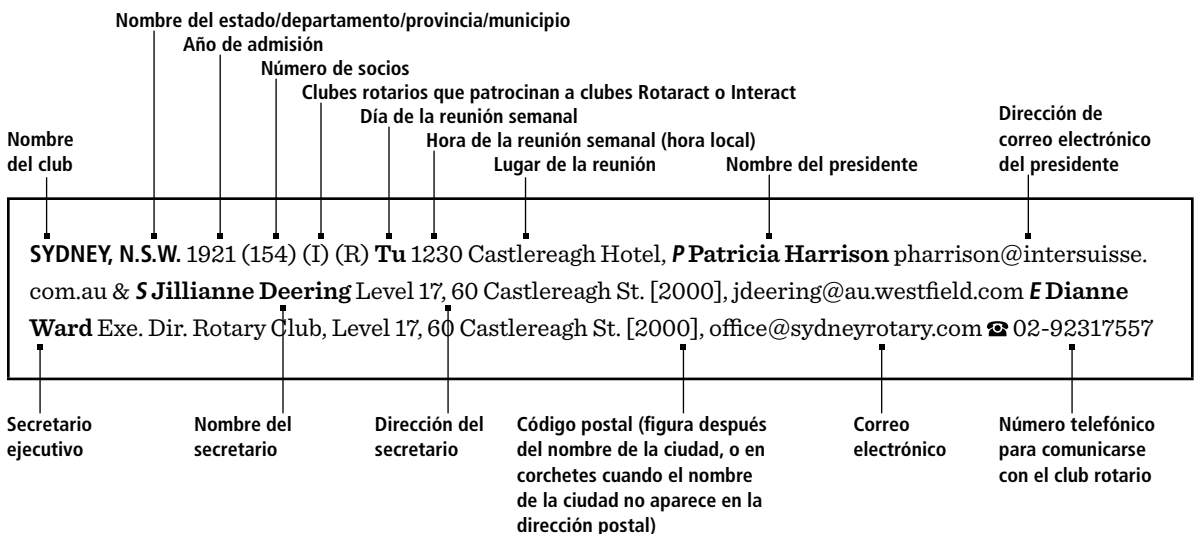 Nombre del estado/departamento/provincia/municipio
Año de admisión
Número de socios
Clubes rotarios que patrocinan a clubes Rotaract o Interact
Día de la reunión semanal
Hora de la reunión semanal (hora local)
Nombre
del club
Lugar de la reunión
Nombre del presidente
Dirección de
correo electrónico
del presidente
SYDNEY, N.S.W. 1921 (154) (I) (R) Tu 1230 Castlereagh Hotel, P Patricia Harrison pharrison@intersuisse.
com.au & S Jillianne Deering Level 17, 60 Castlereagh St. [2000], jdeering@au.westfield.com E Dianne
Ward Exe. Dir. Rotary Club, Level 17, 60 Castlereagh St. [2000], office@sydneyrotary.com ☎ 02-92317557
Secretario
ejecutivo
Nombre del
secretario
Dirección del
secretario
Código postal (figura después
del nombre de la ciudad, o en
corchetes cuando el nombre
de la ciudad no aparece en la
dirección postal)
Correo
electrónico
Número telefónico
para comunicarse
con el club rotario